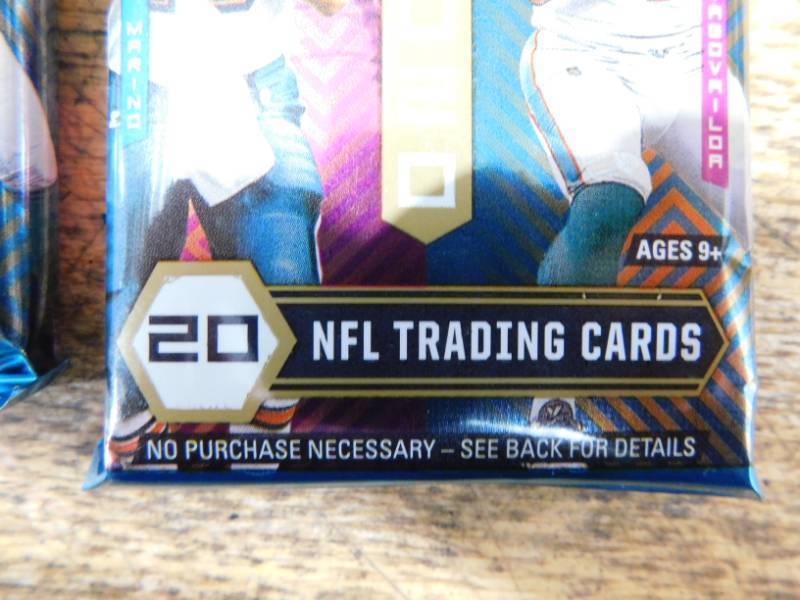 MARINO
TAGOVAILOA
AGES 9+
20
NFL TRADING CARDS
NO PURCHASE NECESSARY – SEE BACK FOR DETAILS